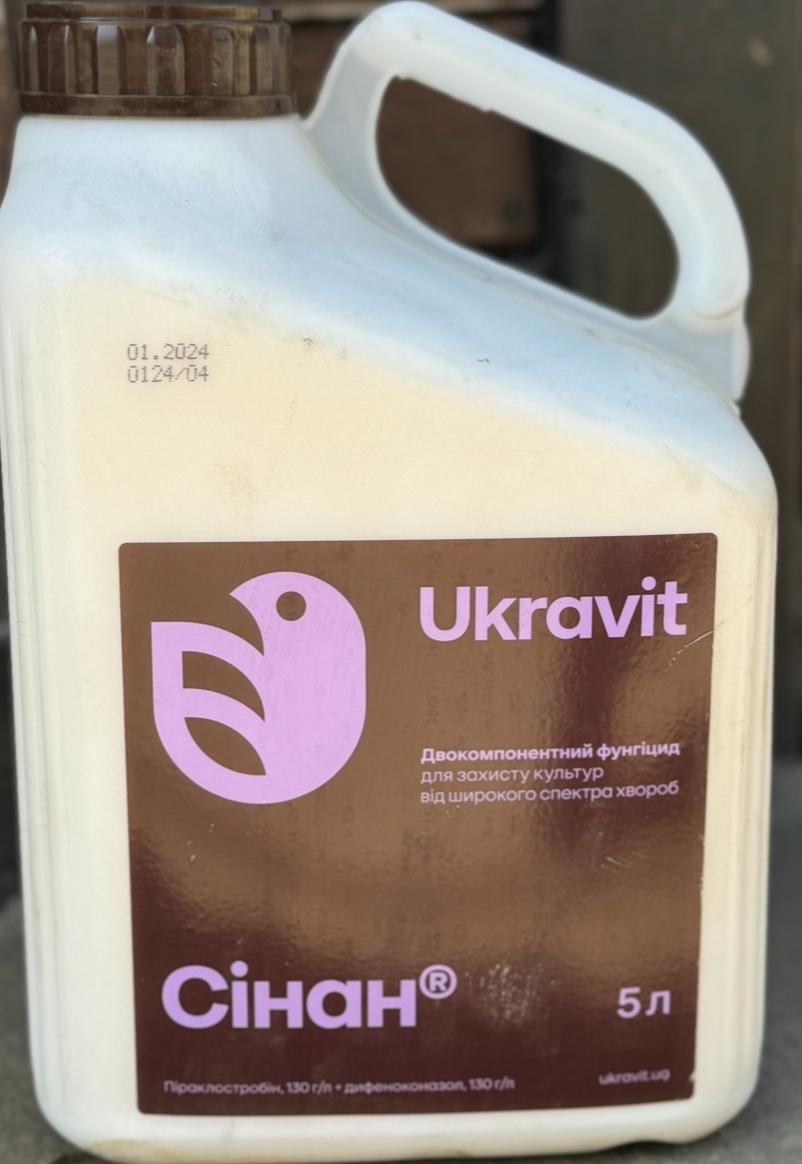 01.2024
0124/04
Ukravit
Двокомпонентний фунгіцид
для захисту культур
від широкого спектра хвороб
Сінан®
5 л
Піраклостробін, 130 г/л + дифеноконазол, 130 г/л
ukravit.ua